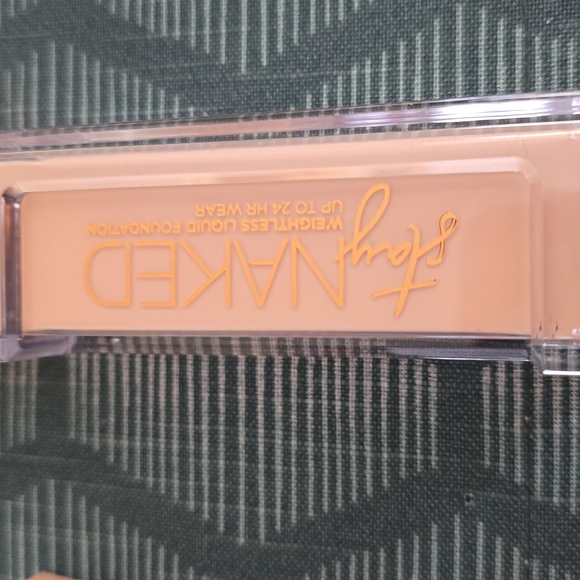 stay
NAKED
WEIGHTLESS LIQUID FOUNDATION
UP TO 24 HR WEAR